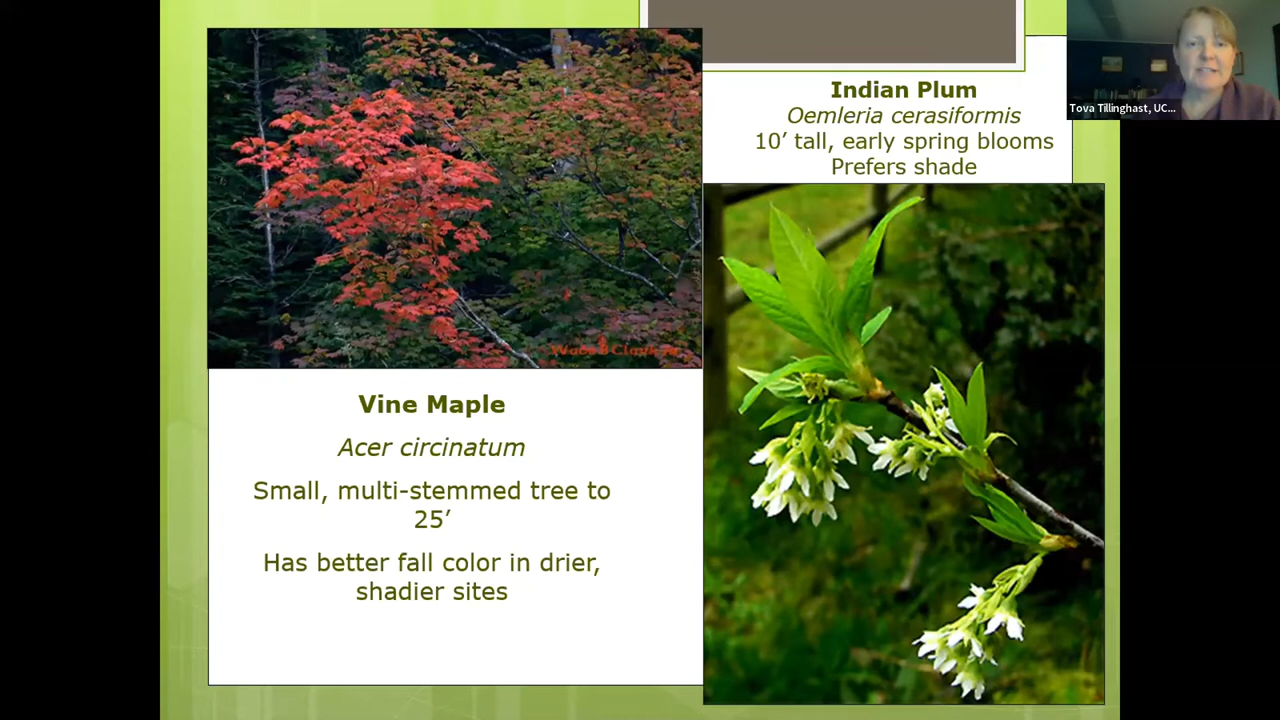 Indian Plum
Oemleria cerasiformis
10’ tall, early spring blooms
Prefers shade
Tova Tillinghast, UC...
Vine Maple
Acer circinatum
Small, multi-stemmed tree to
25’
Has better fall color in drier,
shadier sites